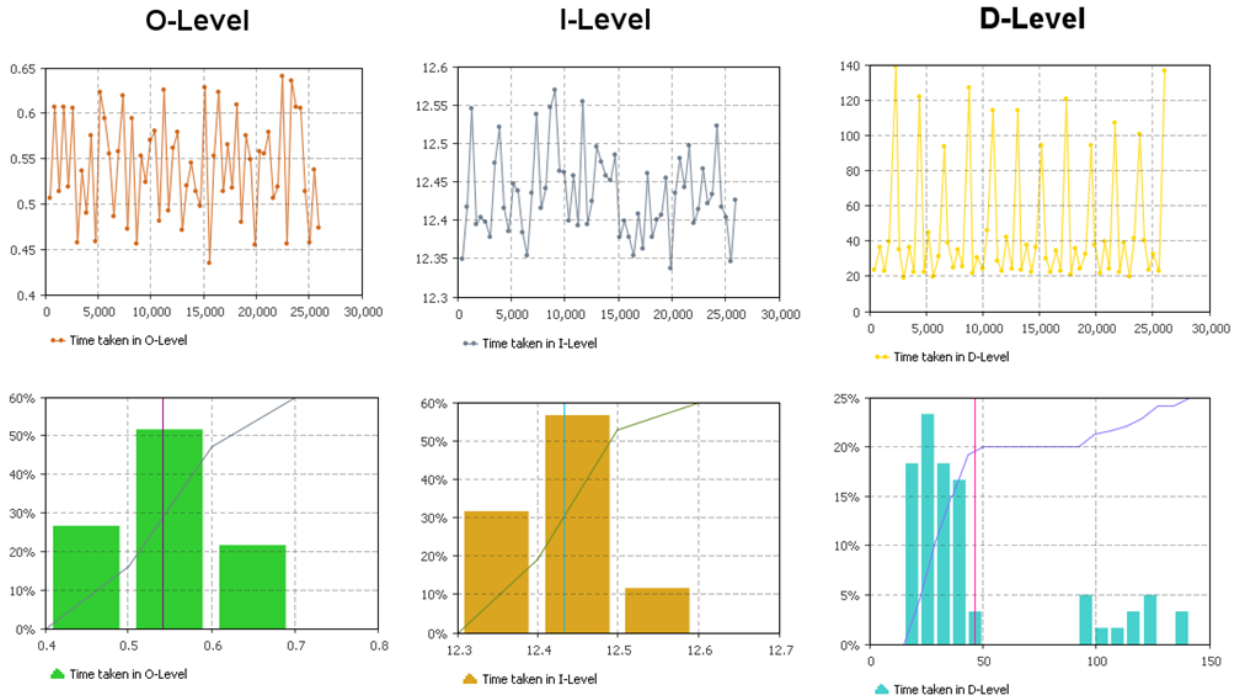 O-Level
I-Level
D-Level
0.65
0.6
0.55
0.5
0.45
0.4
0 5,000 10,000 15,000 20,000 25,000 30,000
Time taken in O-Level
12.6
12.55
12.5
12.45
12.4
12.35
12.3
0 5,000 10,000 15,000 20,000 25,000 30,000
Time taken in I-Level
140
120
100
80
60
40
20
0
0 5,000 10,000 15,000 20,000 25,000 30,000
Time taken in D-Level
60%
50%
40%
30%
20%
10%
0%
0.4 0.5 0.6 0.7 0.8
Time taken in O-Level
60%
50%
40%
30%
20%
10%
0%
12.3 12.4 12.5 12.6 12.7
Time taken in I-Level
25%
20%
15%
10%
5%
0%
0 50 100 150
Time taken in D-Level